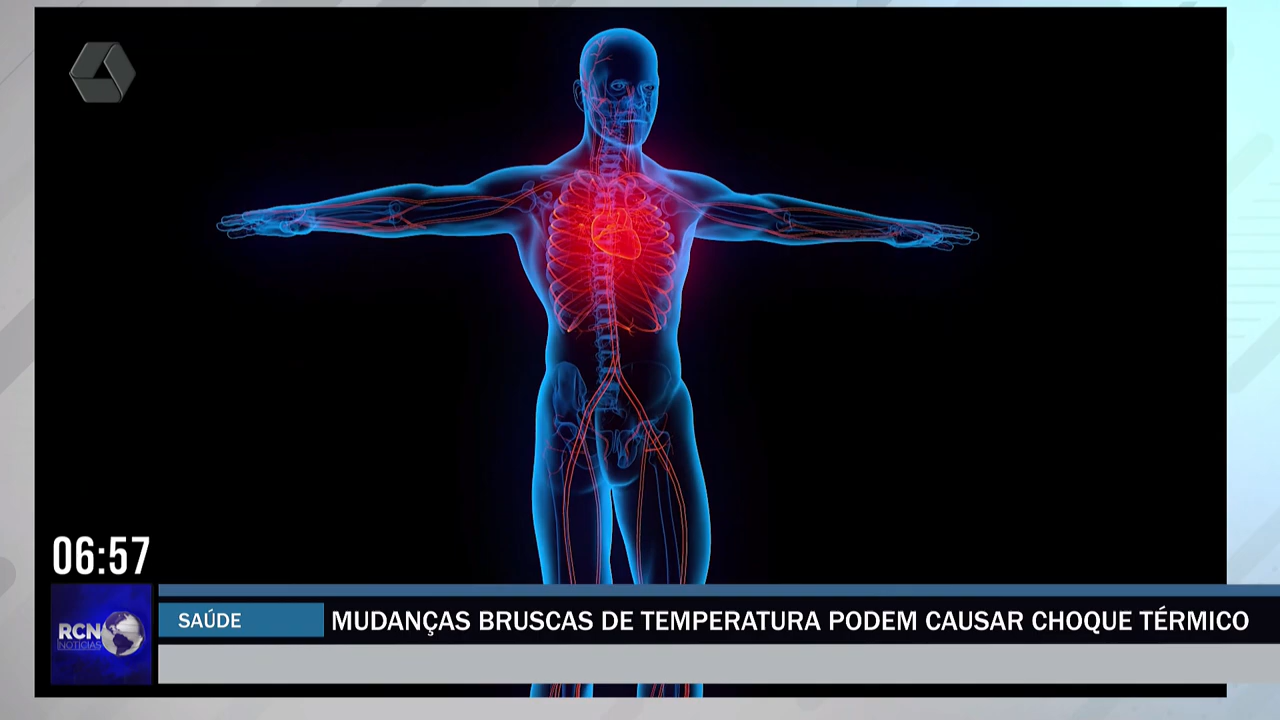 06:57
SAÚDE
MUDANÇAS BRUSCAS DE TEMPERATURA PODEM CAUSAR CHOQUE TÉRMICO
RCN
NOTÍCIAS